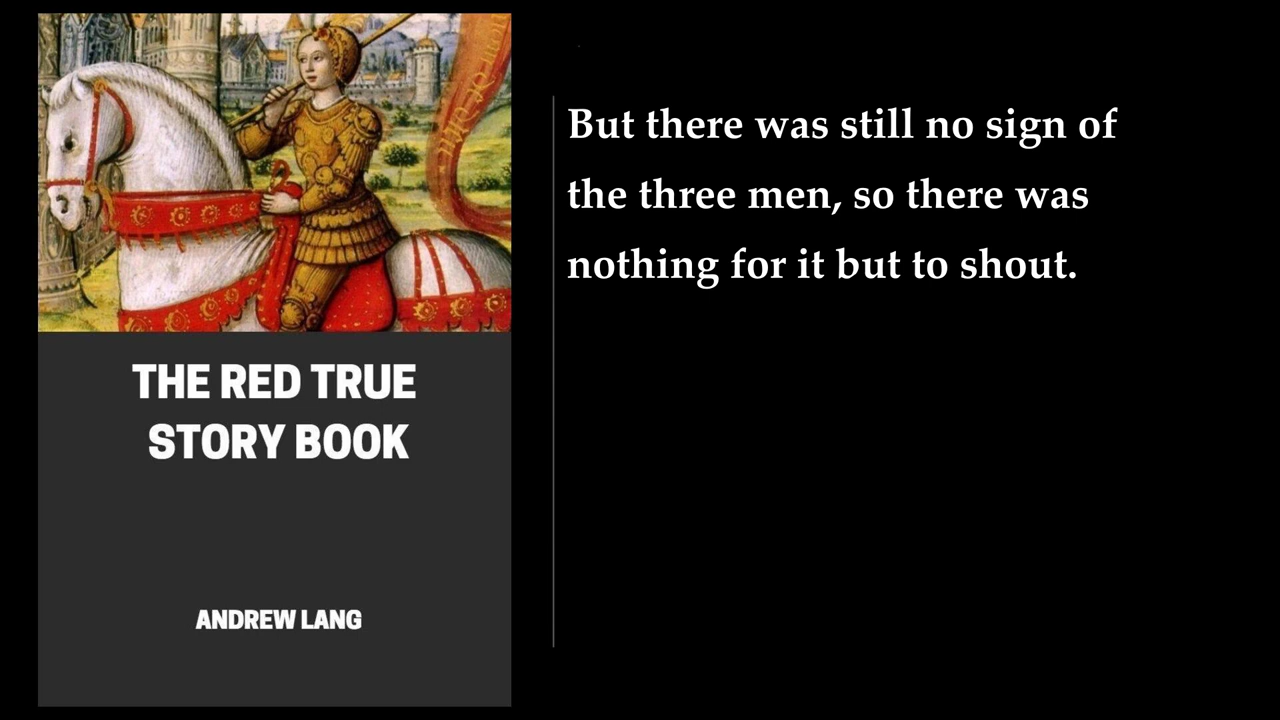 THE RED TRUE
STORY BOOK
ANDREW LANG
But there was still no sign of
the three men, so there was
nothing for it but to shout.